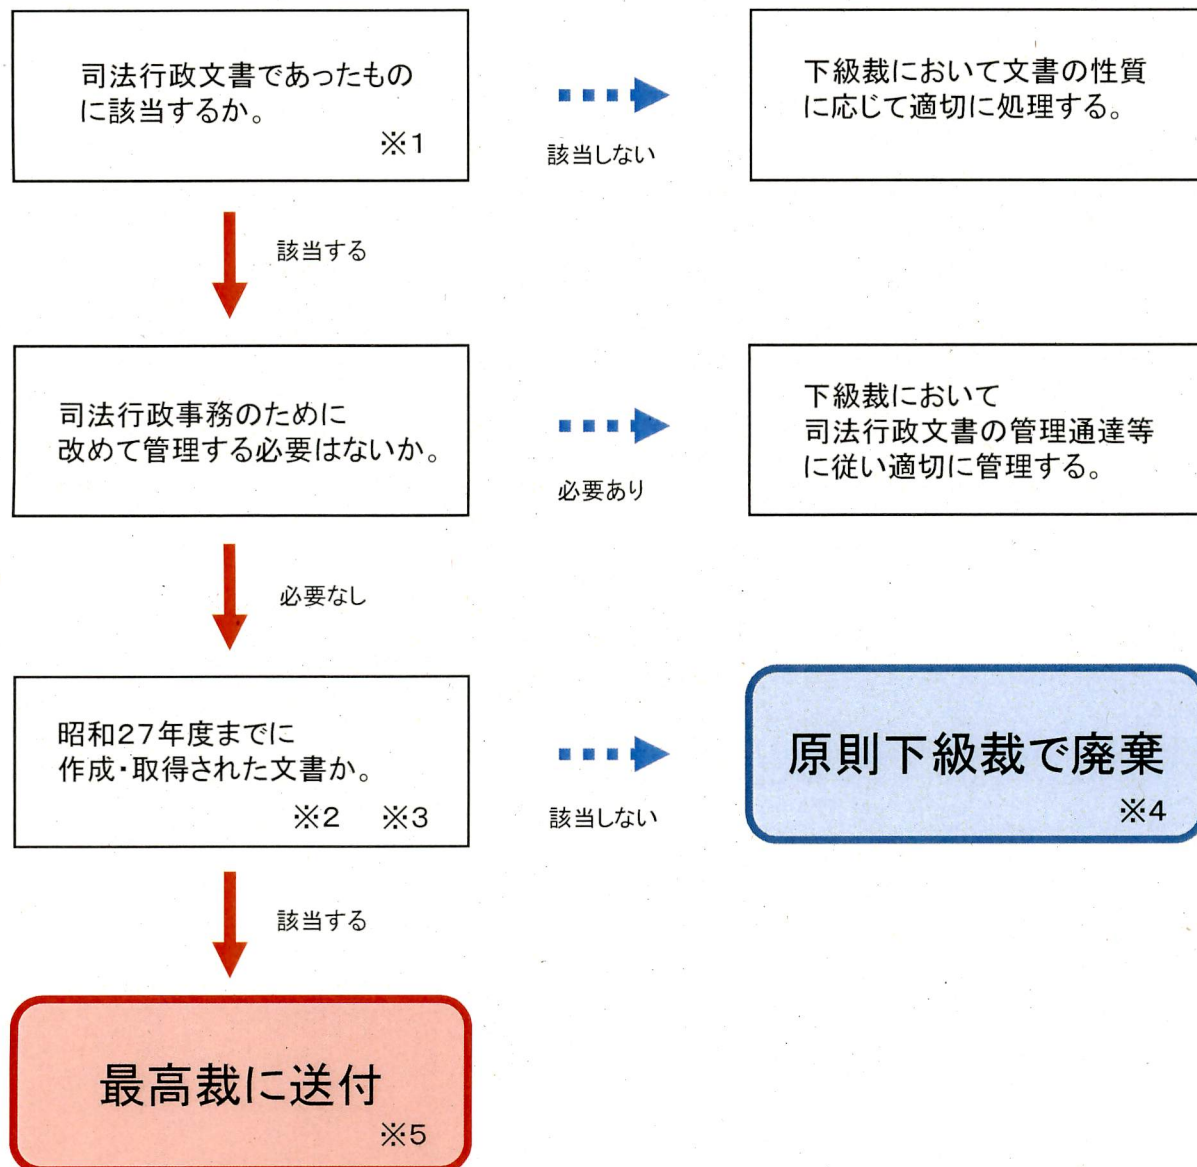 司法行政文書であったもの
に該当するか。
※1
該当しない
下級裁において文書の性質
に応じて適切に処理する。
該当する
司法行政事務のために
改めて管理する必要はないか。
必要あり
下級裁において
司法行政文書の管理通達等
に従い適切に管理する。
必要なし
昭和27年度までに
作成・取得された文書か。
※2 ※3
該当しない
原則下級裁で廃棄
※4
該当する
最高裁に送付
※5